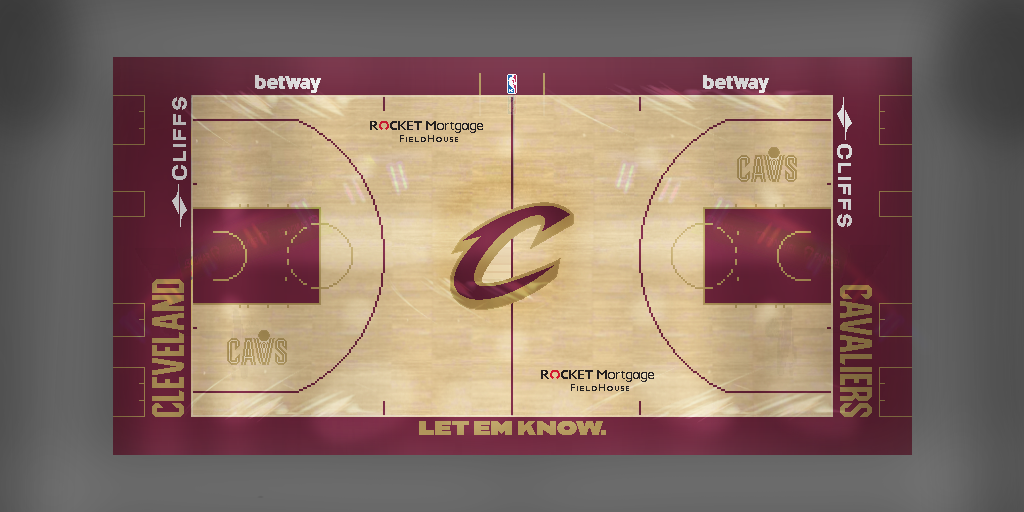 betway
betway
CLIFFS
CLIFFS
ROCKET Mortgage
FIELDHOUSE
CAVS
CLEVELAND
CAVALIERS
CAVS
ROCKET Mortgage
FIELDHOUSE
LET EM KNOW.